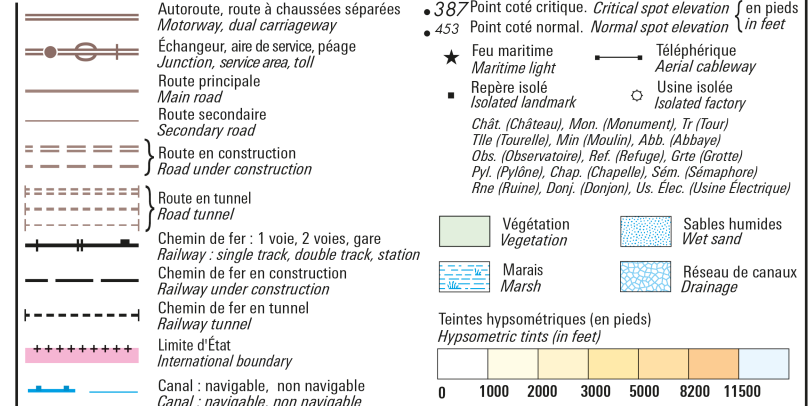 Autoroute, route à chaussées séparées
Motorway, dual carriageway
Échangeur, aire de service, péage
Junction, service area, toll
Route principale
Main road
Route secondaire
Secondary road
Route en construction
Road under construction
Route en tunnel
Road tunnel
Chemin de fer : 1 voie, 2 voies, gare
Railway : single track, double track, station
Chemin de fer en construction
Railway under construction
Chemin de fer en tunnel
Railway tunnel
Limite d'État
International boundary
Canal : navigable, non navigable
Canal : navigable, non navigable
387 Point coté critique. Critical spot elevation
453 Point coté normal. Normal spot elevation
en pieds
in feet
Feu maritime
Maritime light
Téléphérique
Aerial cableway
Repère isolé
Isolated landmark
Usine isolée
Isolated factory
Chât. (Château), Mon. (Monument), Tr (Tour)
Tlle (Tourelle), Min (Moulin), Abb. (Abbaye)
Obs. (Observatoire), Ref. (Refuge), Grte (Grotte)
Pyl. (Pylône), Chap. (Chapelle), Sém. (Sémaphore)
Rne (Ruine), Donj. (Donjon), Us. Élec. (Usine Électrique)
Végétation
Vegetation
Sables humides
Wet sand
Marais
Marsh
Réseau de canaux
Drainage
Teintes hypsométriques (en pieds)
Hypsometric tints (in feet)
0 1000 2000 3000 5000 8200 11500